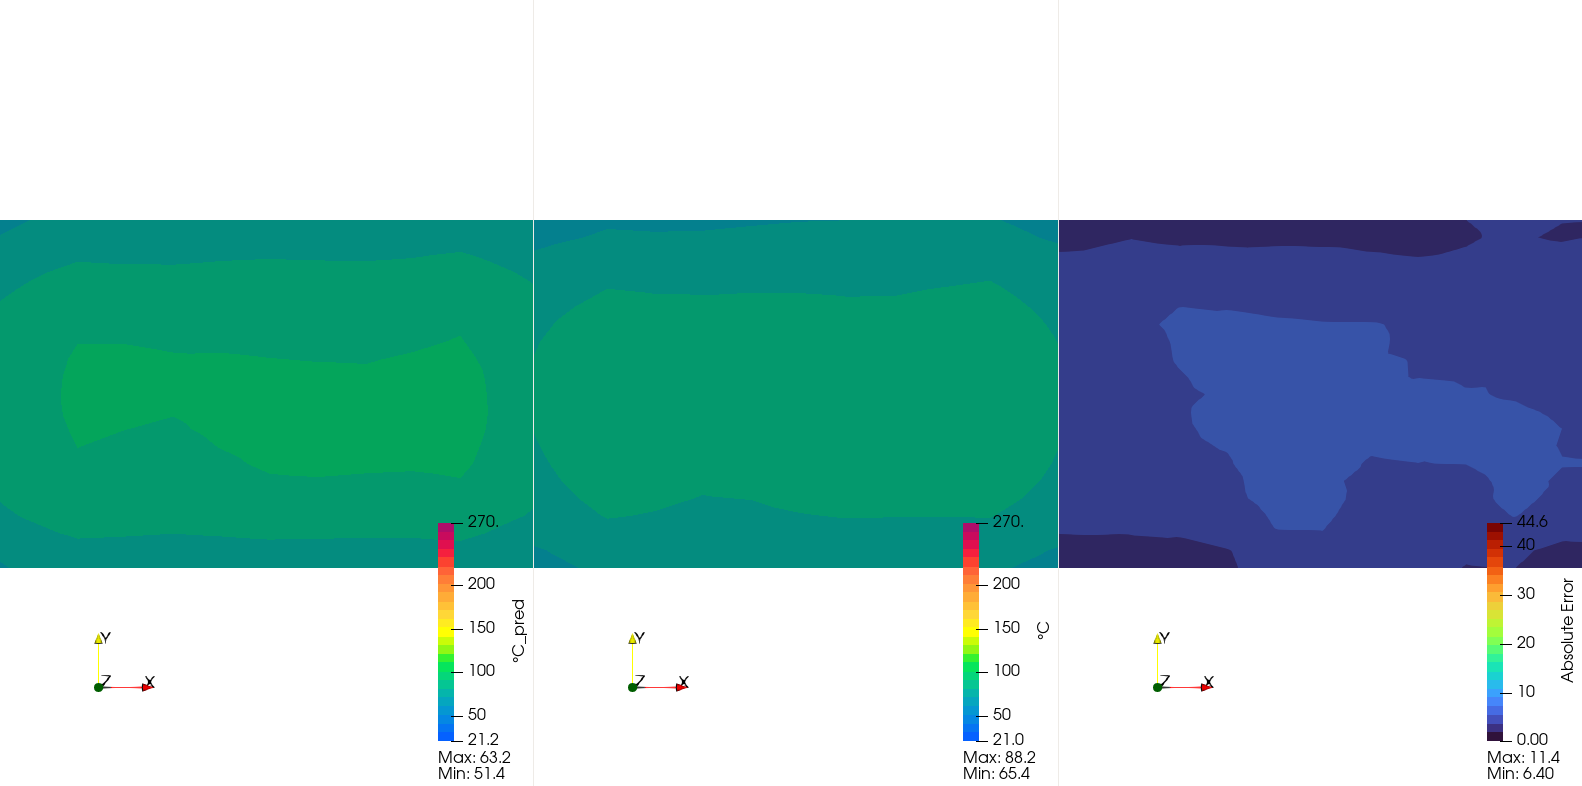 270.
200
150
100
50
21.2
°C_pred
Max: 63.2
Min: 51.4
Y
Z
X
270.
200
150
100
50
21.0
°C
Max: 88.2
Min: 65.4
Y
Z
X
44.6
40
30
20
10
0.00
Absolute Error
Max: 11.4
Min: 6.40
Y
Z
X